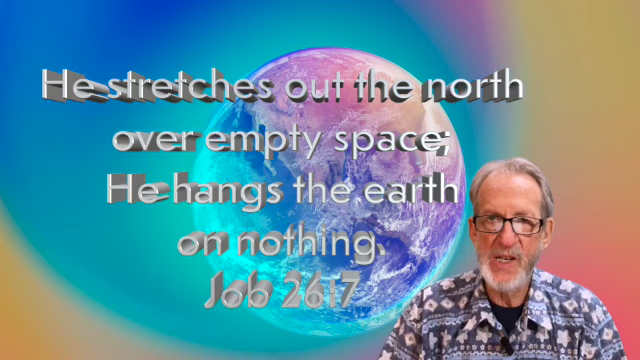 He stretches out the north
over empty space;
He hangs the earth
on nothing.
Job 26:7